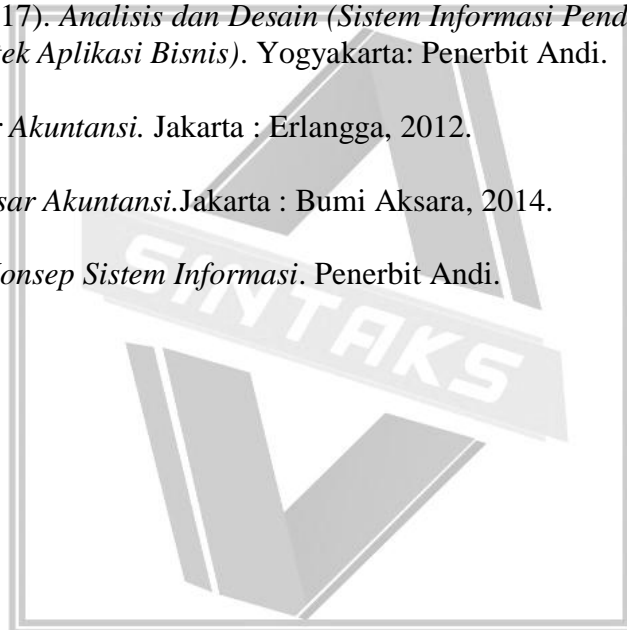 17). Analisis dan Desain (Sistem Informasi Pend
tek Aplikasi Bisnis). Yogyakarta: Penerbit Andi.
r Akuntansi. Jakarta : Erlangga, 2012.
sar Akuntansi.Jakarta : Bumi Aksara, 2014.
Konsep Sistem Informasi. Penerbit Andi.
SINTAKS